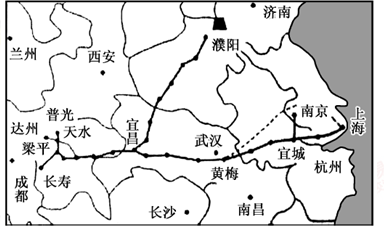 济南
兰州
濮阳
西安
普光
达州
天水
梁平
宜昌
武汉
南京
上海
宜城
成都
长寿
黄梅
杭州
长沙
南昌